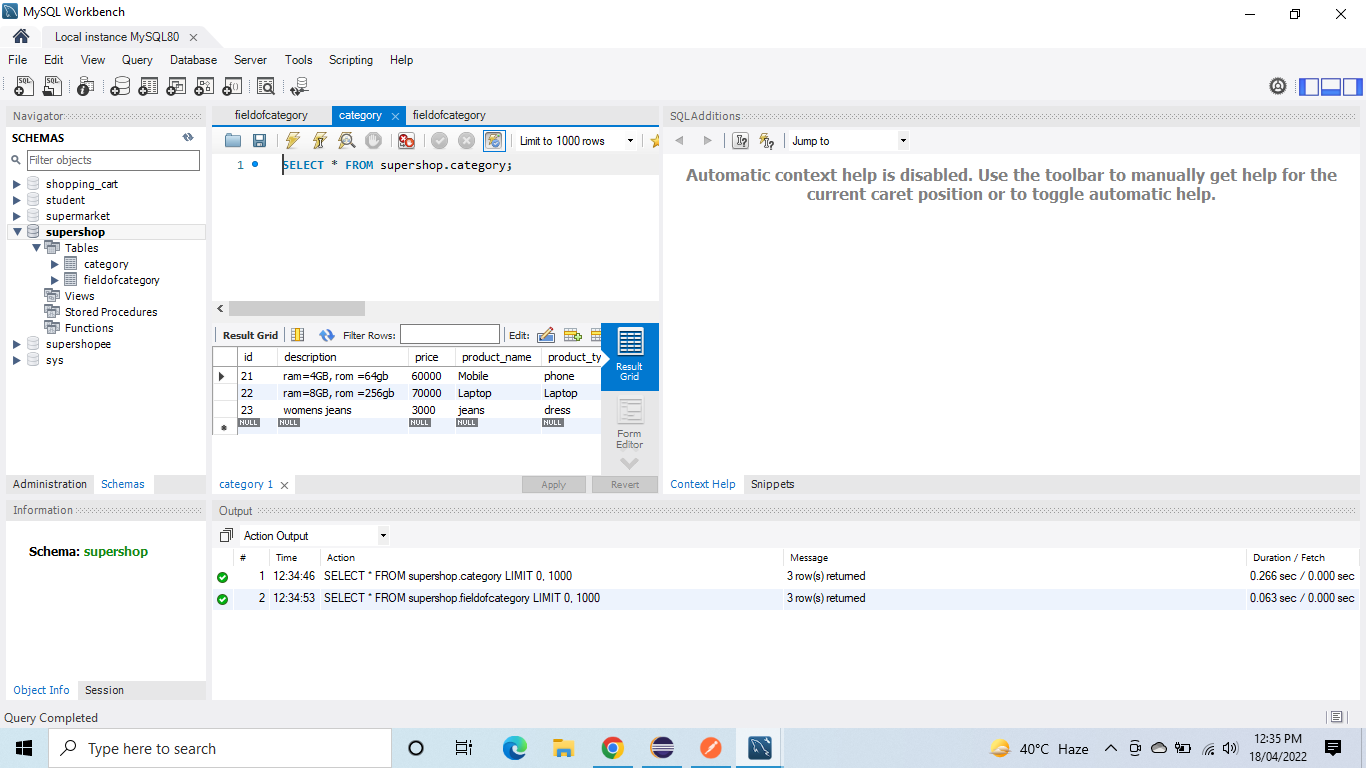 MySQL Workbench
Local instance MySQL80
File Edit View Query Database Server Tools Scripting Help
Navigator
SCHEMAS
Filter objects
shopping_cart
student
supermarket
supershop
Tables
category
fieldofcategory
Views
Stored Procedures
Functions
supershopee
sys
Administration Schemas
Information
Schema: supershop
Object Info Session
fieldofcategory category fieldofcategory
Limit to 1000 rows
1 SELECT * FROM supershop.category;
Result Grid Filter Rows: Edit:
id description price product_name product_ty
21 ram=4GB, rom =64gb 60000 Mobile phone
22 ram=8GB, rom =256gb 70000 Laptop Laptop
23 womens jeans 3000 jeans dress
NULL NULL NULL NULL NULL
Result
Grid
Form
Editor
category 1 Apply Revert
SQLAdditions
Jump to
Automatic context help is disabled. Use the toolbar to manually get help for the
current caret position or to toggle automatic help.
Context Help Snippets
Output
Action Output
# Time Action Message Duration / Fetch
1 12:34:46 SELECT * FROM supershop.category LIMIT 0, 1000 3 row(s) returned 0.266 sec / 0.000 sec
2 12:34:53 SELECT * FROM supershop.fieldofcategory LIMIT 0, 1000 3 row(s) returned 0.063 sec / 0.000 sec
Query Completed
Type here to search
40°C Haze
12:35 PM
18/04/2022